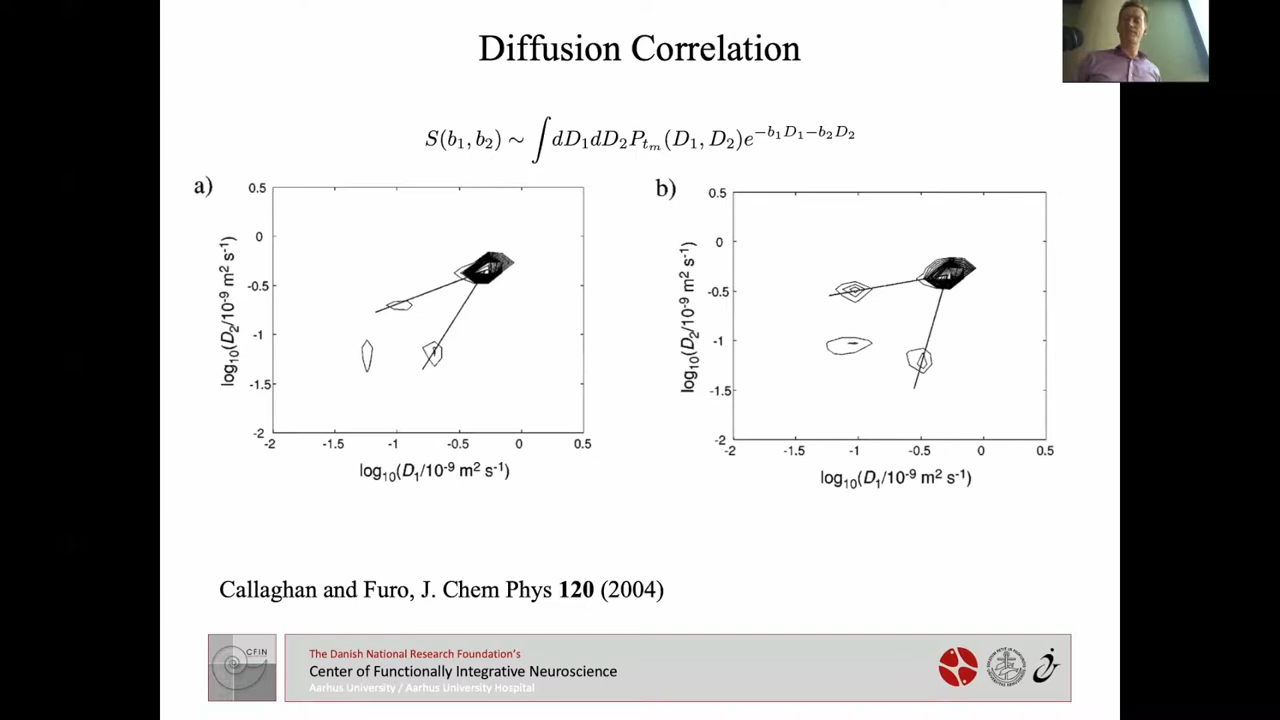 Diffusion Correlation
S(b₁, b₂) ∼ ∫ dD₁dD₂P_{t_m}(D₁, D₂)e^{−b₁D₁−b₂D₂}
a)
0.5
0
-0.5
-1
-1.5
-2
log₁₀(D₂/10⁻⁹ m² s⁻¹)
-2 -1.5 -1 -0.5 0 0.5
log₁₀(D₁/10⁻⁹ m² s⁻¹)
b)
0.5
0
-0.5
-1
-1.5
-2
log₁₀(D₂/10⁻⁹ m² s⁻¹)
-2 -1.5 -1 -0.5 0 0.5
log₁₀(D₁/10⁻⁹ m² s⁻¹)
Callaghan and Furo, J. Chem Phys 120 (2004)
CFIN
The Danish National Research Foundation's
Center of Functionally Integrative Neuroscience
Aarhus University / Aarhus University Hospital